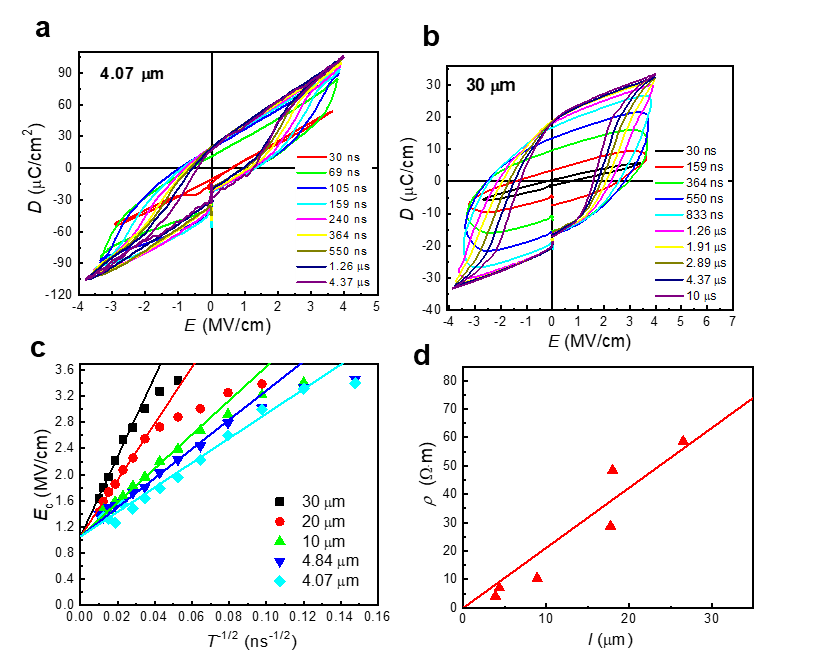 a
4.07 μm
D (μC/cm²)
90
60
30
0
-30
-60
-90
-120
-4 -3 -2 -1 0 1 2 3 4 5
E (MV/cm)
30 ns
69 ns
105 ns
159 ns
240 ns
364 ns
550 ns
1.26 μs
4.37 μs
b
30 μm
D (μC/cm²)
30
20
10
0
-10
-20
-30
-40
-4 -3 -2 -1 0 1 2 3 4 5 6 7
E (MV/cm)
30 ns
159 ns
364 ns
550 ns
833 ns
1.26 μs
1.91 μs
2.89 μs
4.37 μs
10 μs
c
Ec (MV/cm)
3.6
3.2
2.8
2.4
2.0
1.6
1.2
0.8
0.4
0.0
0.00 0.02 0.04 0.06 0.08 0.10 0.12 0.14 0.16
T⁻¹/² (ns⁻¹/²)
30 μm
20 μm
10 μm
4.84 μm
4.07 μm
d
ρ (Ω·m)
80
70
60
50
40
30
20
10
0
0 10 20 30
l (μm)